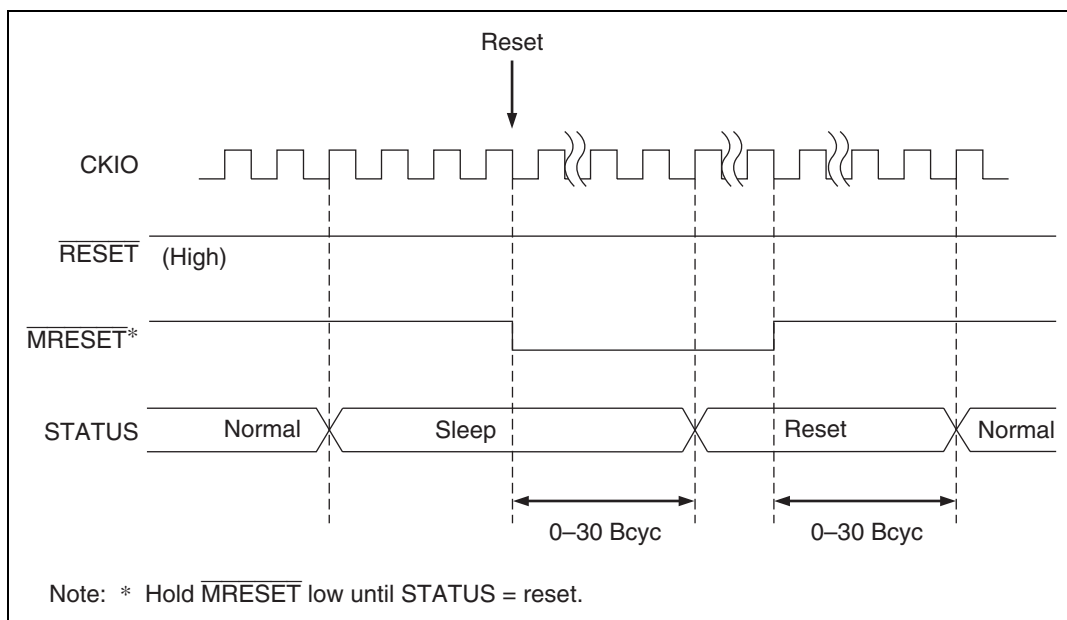 Reset
CKIO
RESET (High)
MRESET*
STATUS Normal Sleep Reset Normal
0–30 Bcyc 0–30 Bcyc
Note: * Hold MRESET low until STATUS = reset.